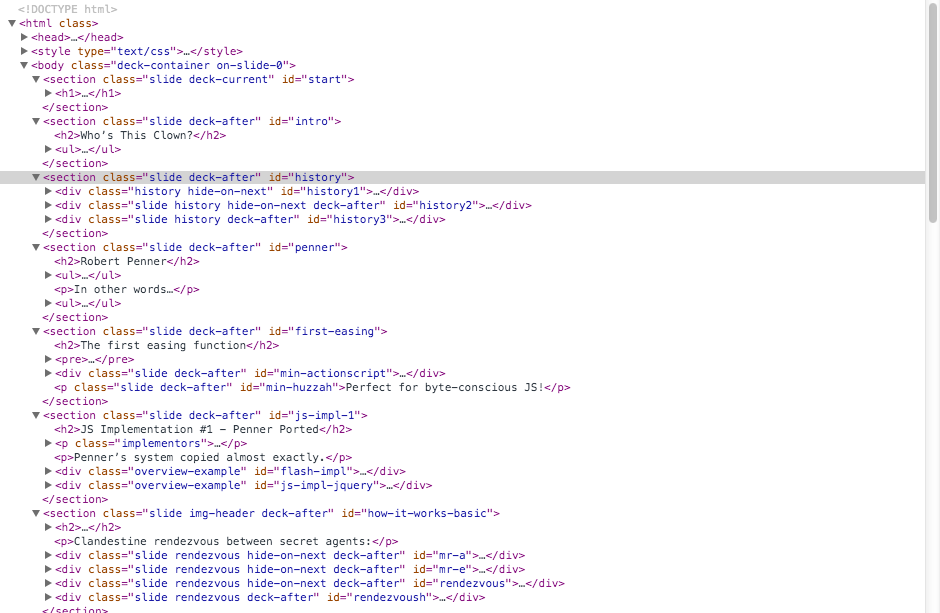 <!DOCTYPE html>
<html class>
<head>…</head>
<style type="text/css">…</style>
<body class="deck-container on-slide-0">
<section class="slide deck-current" id="start">
<h1>…</h1>
</section>
<section class="slide deck-after" id="intro">
<h2>Who's This Clown?</h2>
<ul>…</ul>
</section>
<section class="slide deck-after" id="history">
<div class="history hide-on-next" id="history1">…</div>
<div class="slide history hide-on-next deck-after" id="history2">…</div>
<div class="slide history deck-after" id="history3">…</div>
</section>
<section class="slide deck-after" id="penner">
<h2>Robert Penner</h2>
<ul>…</ul>
<p>In other words…</p>
<ul>…</ul>
</section>
<section class="slide deck-after" id="first-easing">
<h2>The first easing function</h2>
<pre>…</pre>
<div class="slide deck-after" id="min-actionscript">…</div>
<p class="slide deck-after" id="min-huzzah">Perfect for byte-conscious JS!</p>
</section>
<section class="slide deck-after" id="js-impl-1">
<h2>JS Implementation #1 – Penner Ported</h2>
<p class="implementors">…</p>
<p>Penner's system copied almost exactly.</p>
<div class="overview-example" id="flash-impl">…</div>
<div class="overview-example" id="js-impl-jquery">…</div>
</section>
<section class="slide img-header deck-after" id="how-it-works-basic">
<h2>…</h2>
<p>Clandestine rendezvous between secret agents:</p>
<div class="slide rendezvous hide-on-next deck-after" id="mr-a">…</div>
<div class="slide rendezvous hide-on-next deck-after" id="mr-e">…</div>
<div class="slide rendezvous hide-on-next deck-after" id="rendezvous">…</div>
<div class="slide rendezvous deck-after" id="rendezvoush">…</div>
</section>